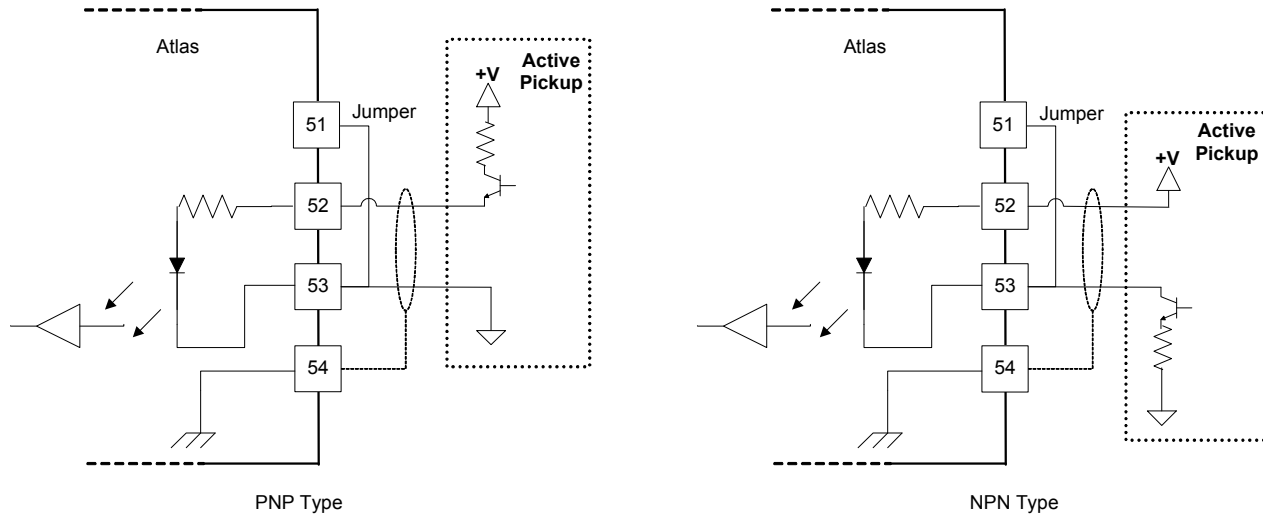 Atlas
Active
Pickup
+V
51
Jumper
52
53
54
PNP Type
Atlas
Active
Pickup
+V
51
Jumper
52
53
54
NPN Type